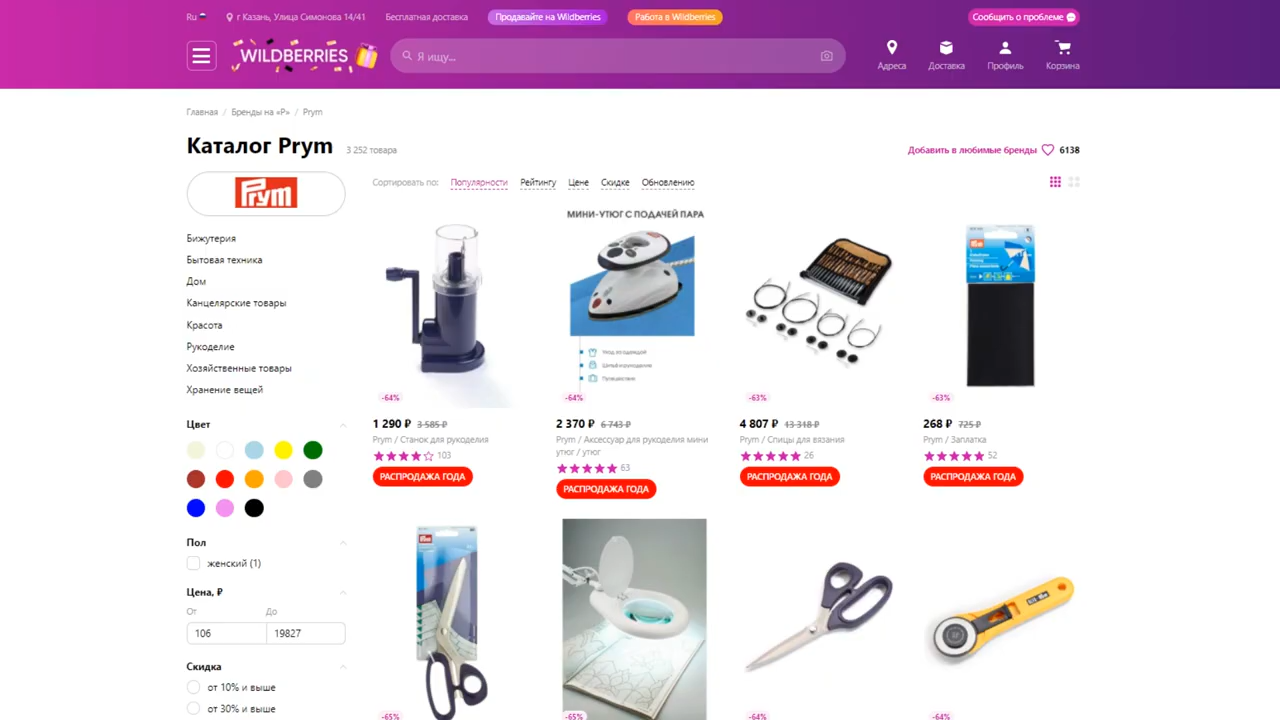 Ru
г Казань, Улица Симонова 14/41
Бесплатная доставка
Продавайте на Wildberries
Работа в Wildberries
Сообщить о проблеме
WILDBERRIES
Я ищу...
Адреса
Доставка
Профиль
Корзина
Главная / Бренды на «P» / Prym
Каталог Prym 3 252 товара
Добавить в любимые бренды 6138
Prym
Сортировать по: Популярности Рейтингу Цене Скидке Обновлению
Бижутерия
Бытовая техника
Дом
Канцелярские товары
Красота
Рукоделие
Хозяйственные товары
Хранение вещей
Цвет
Пол
женский (1)
Цена, ₽
От До
106 19827
Скидка
от 10% и выше
от 30% и выше
-64%
1 290 ₽ 3 585 ₽
Prym / Станок для рукоделия
103
РАСПРОДАЖА ГОДА
МИНИ-УТЮГ С ПОДАЧЕЙ ПАРА
Уход за одеждой
Шитьё и рукоделие
Путешествие
-64%
2 370 ₽ 6 743 ₽
Prym / Аксессуар для рукоделия мини
утюг / утюг
63
РАСПРОДАЖА ГОДА
-63%
4 807 ₽ 13 318 ₽
Prym / Спицы для вязания
26
РАСПРОДАЖА ГОДА
-63%
268 ₽ 725 ₽
Prym / Заплатка
52
РАСПРОДАЖА ГОДА
-65%
-65%
-64%
-64%